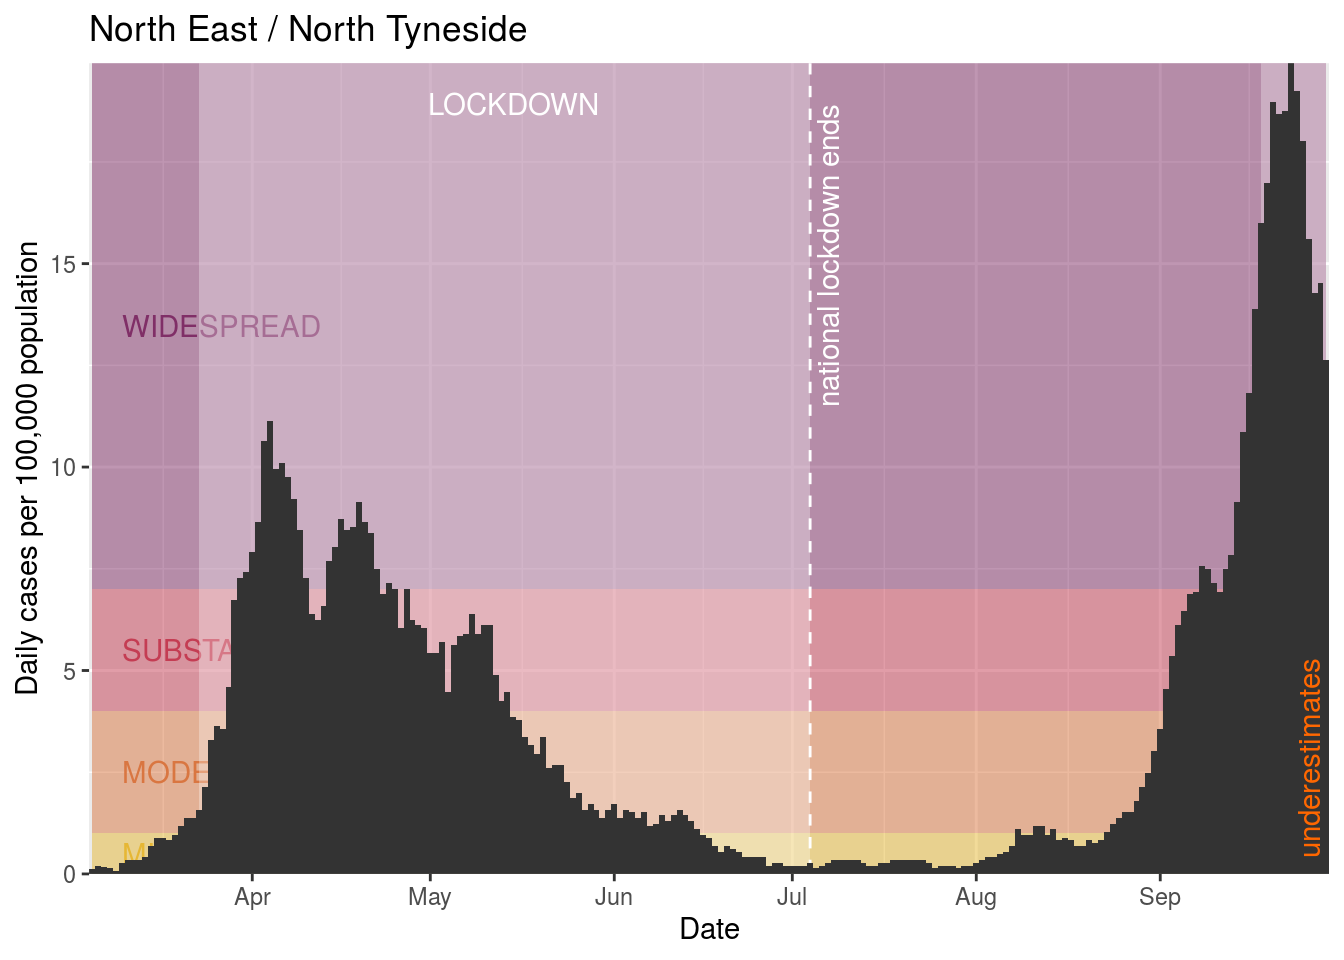 North East / North Tyneside
LOCKDOWN
national lockdown ends
WIDESPREAD
SUBSTA
MODE
M
underestimates
Daily cases per 100,000 population
15
10
5
0
Apr May Jun Jul Aug Sep
Date